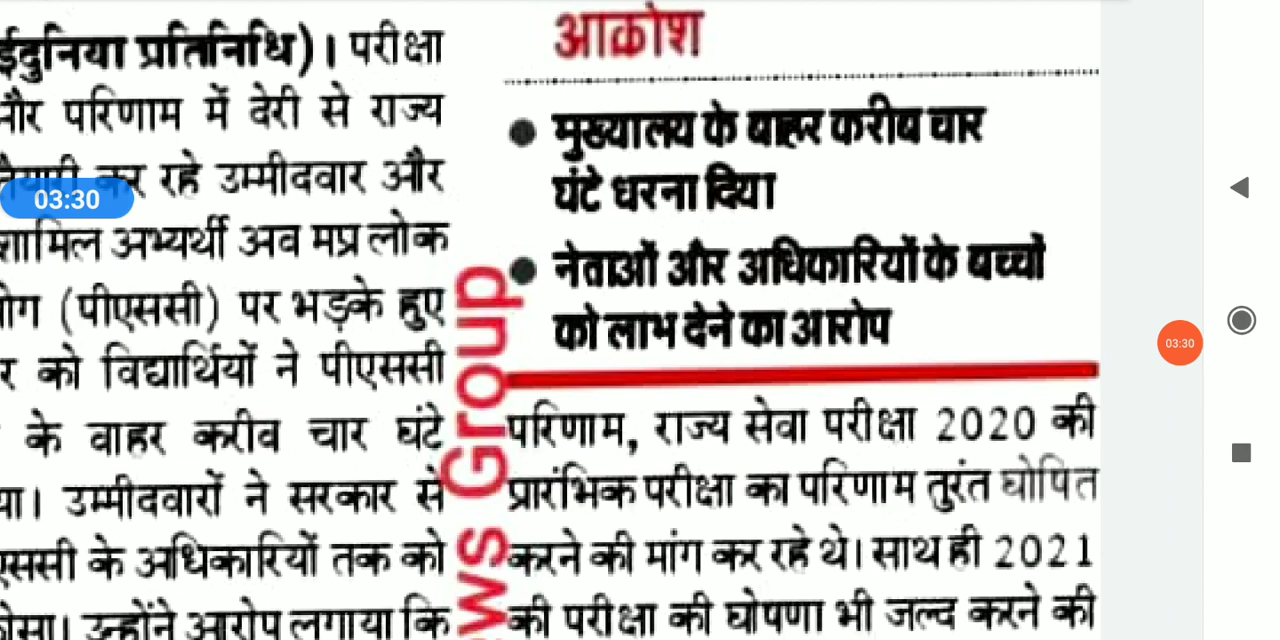 ईदुनिया प्रतिनिधि)। परीक्षा
और परिणाम में देरी से राज्य
कर रहे उम्मीदवार और
03:30
शामिल अभ्यर्थी अब मप्र लोक
(पीएससी) पर भड़के हुए
को विद्यार्थियों ने पीएससी
के बाहर करीब चार घंटे
उम्मीदवारों ने सरकार से
के अधिकारियों तक को
उन्होंने आरोप लगाया कि
आक्रोश
● मुख्यालय के बाहर करीब चार
घंटे धरना दिया
● नेताओं और अधिकारियों के बच्चों
को लाभ देने का आरोप
परिणाम, राज्य सेवा परीक्षा 2020 की
प्रारंभिक परीक्षा का परिणाम तुरंत घोषित
करने की मांग कर रहे थे। साथ ही 2021
की परीक्षा की घोषणा भी जल्द करने की
ws Group
03:30